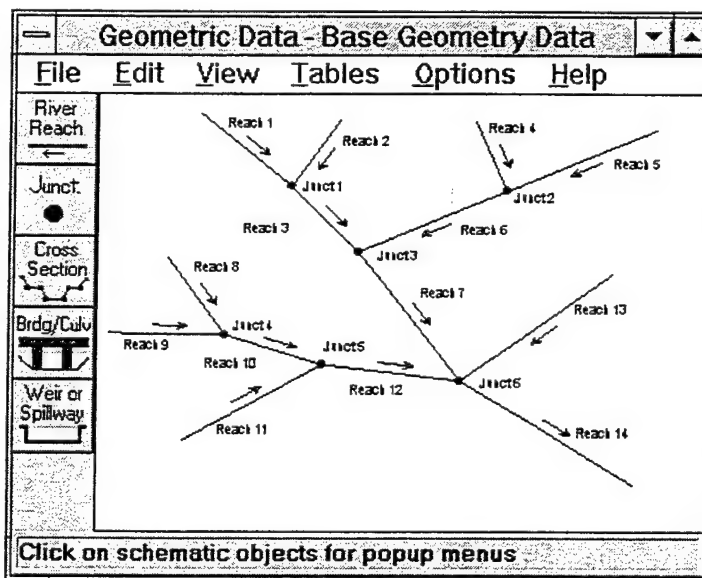 Geometric Data - Base Geometry Data
File Edit View Tables Options Help
River
Reach
Junct.
Cross
Section
Brdg/Culv
Weir or
Spillway
Reach 1
Reach 2
Reach 4
Reach 5
Junct1
Junct2
Reach 3
Reach 6
Junct3
Reach 8
Reach 7
Reach 13
Junct4
Reach 9
Reach 10
Junct5
Reach 12
Junct6
Reach 11
Reach 14
Click on schematic objects for popup menus